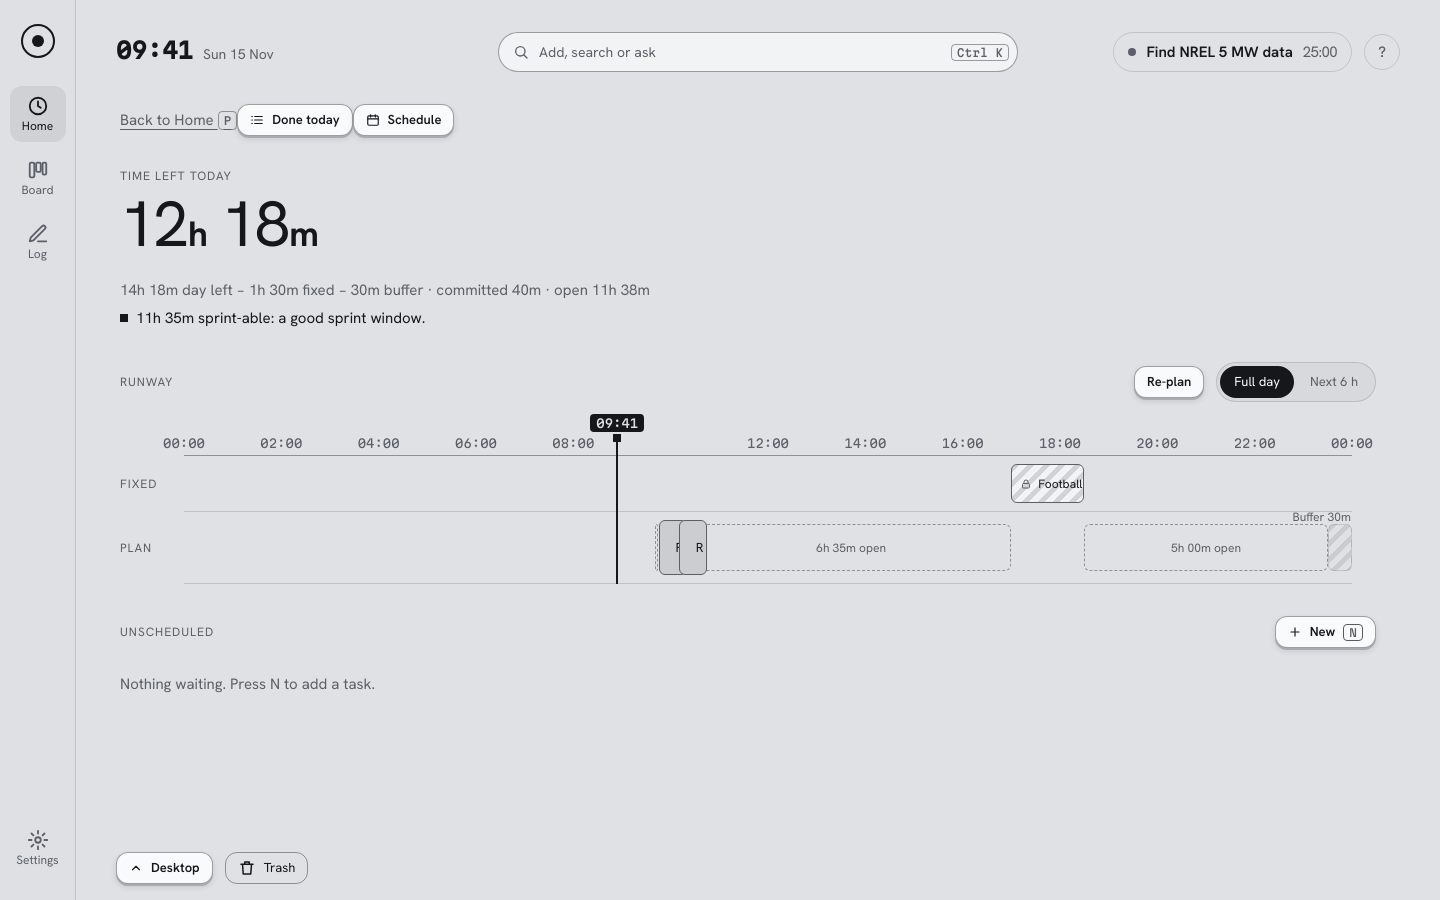 09:41 Sun 15 Nov
Add, search or ask
Ctrl K
Find NREL 5 MW data 25:00
?
Home
Board
Log
Settings
Back to Home P
Done today
Schedule
TIME LEFT TODAY
12h 18m
14h 18m day left – 1h 30m fixed – 30m buffer · committed 40m · open 11h 38m
11h 35m sprint-able: a good sprint window.
RUNWAY
Re-plan
Full day
Next 6 h
09:41
00:00 02:00 04:00 06:00 08:00 12:00 14:00 16:00 18:00 20:00 22:00 00:00
FIXED
Football
Buffer 30m
PLAN
R
6h 35m open
5h 00m open
UNSCHEDULED
New N
Nothing waiting. Press N to add a task.
Desktop
Trash